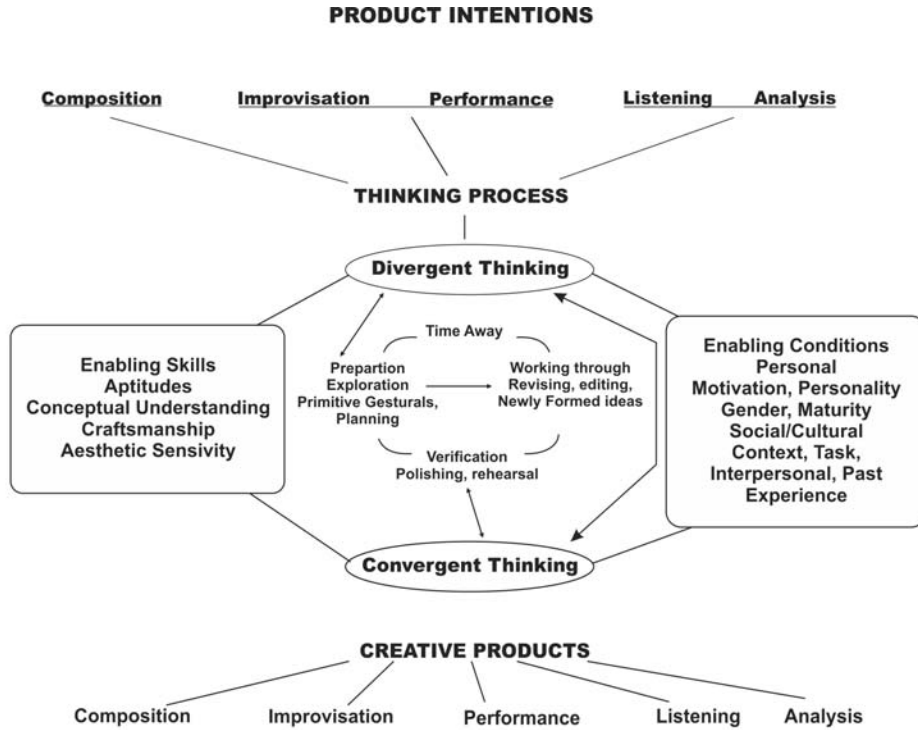 PRODUCT INTENTIONS
Composition Improvisation Performance Listening Analysis
THINKING PROCESS
Divergent Thinking
Enabling Skills
Aptitudes
Conceptual Understanding
Craftsmanship
Aesthetic Sensivity
Time Away
Prepartion
Exploration
Primitive Gesturals,
Planning
Working through
Revising, editing,
Newly Formed ideas
Verification
Polishing, rehearsal
Enabling Conditions
Personal
Motivation, Personality
Gender, Maturity
Social/Cultural
Context, Task,
Interpersonal, Past
Experience
Convergent Thinking
CREATIVE PRODUCTS
Composition Improvisation Performance Listening Analysis